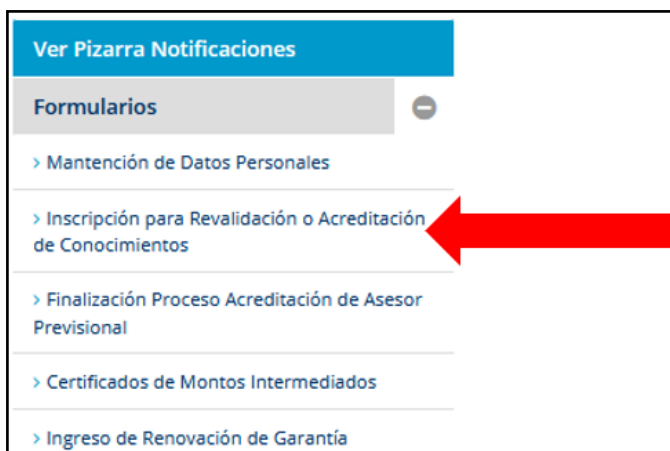 Ver Pizarra Notificaciones
Formularios
> Mantención de Datos Personales
> Inscripción para Revalidación o Acreditación
de Conocimientos
> Finalización Proceso Acreditación de Asesor
Previsional
> Certificados de Montos Intermediados
> Ingreso de Renovación de Garantía